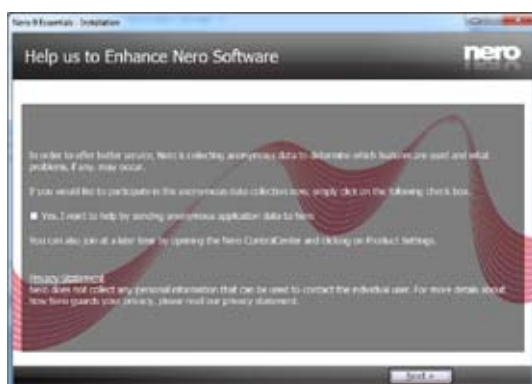 Nero 9 Essentials - Installation
Help us to Enhance Nero Software
nero
In order to offer better service, Nero is collecting anonymous data to determine which features are used and what
problems, if any, may occur.
If you would like to participate in this anonymous data collection now, simply click on the following check box.
Yes, I want to help by sending anonymous application data to Nero.
You can also join at a later time by opening the Nero ControlCenter and clicking on Product Settings.
Privacy Statement
Nero does not collect any personal information that can be used to contact the individual user. For more details about
how Nero guards your privacy, please read our privacy statement.
Next >